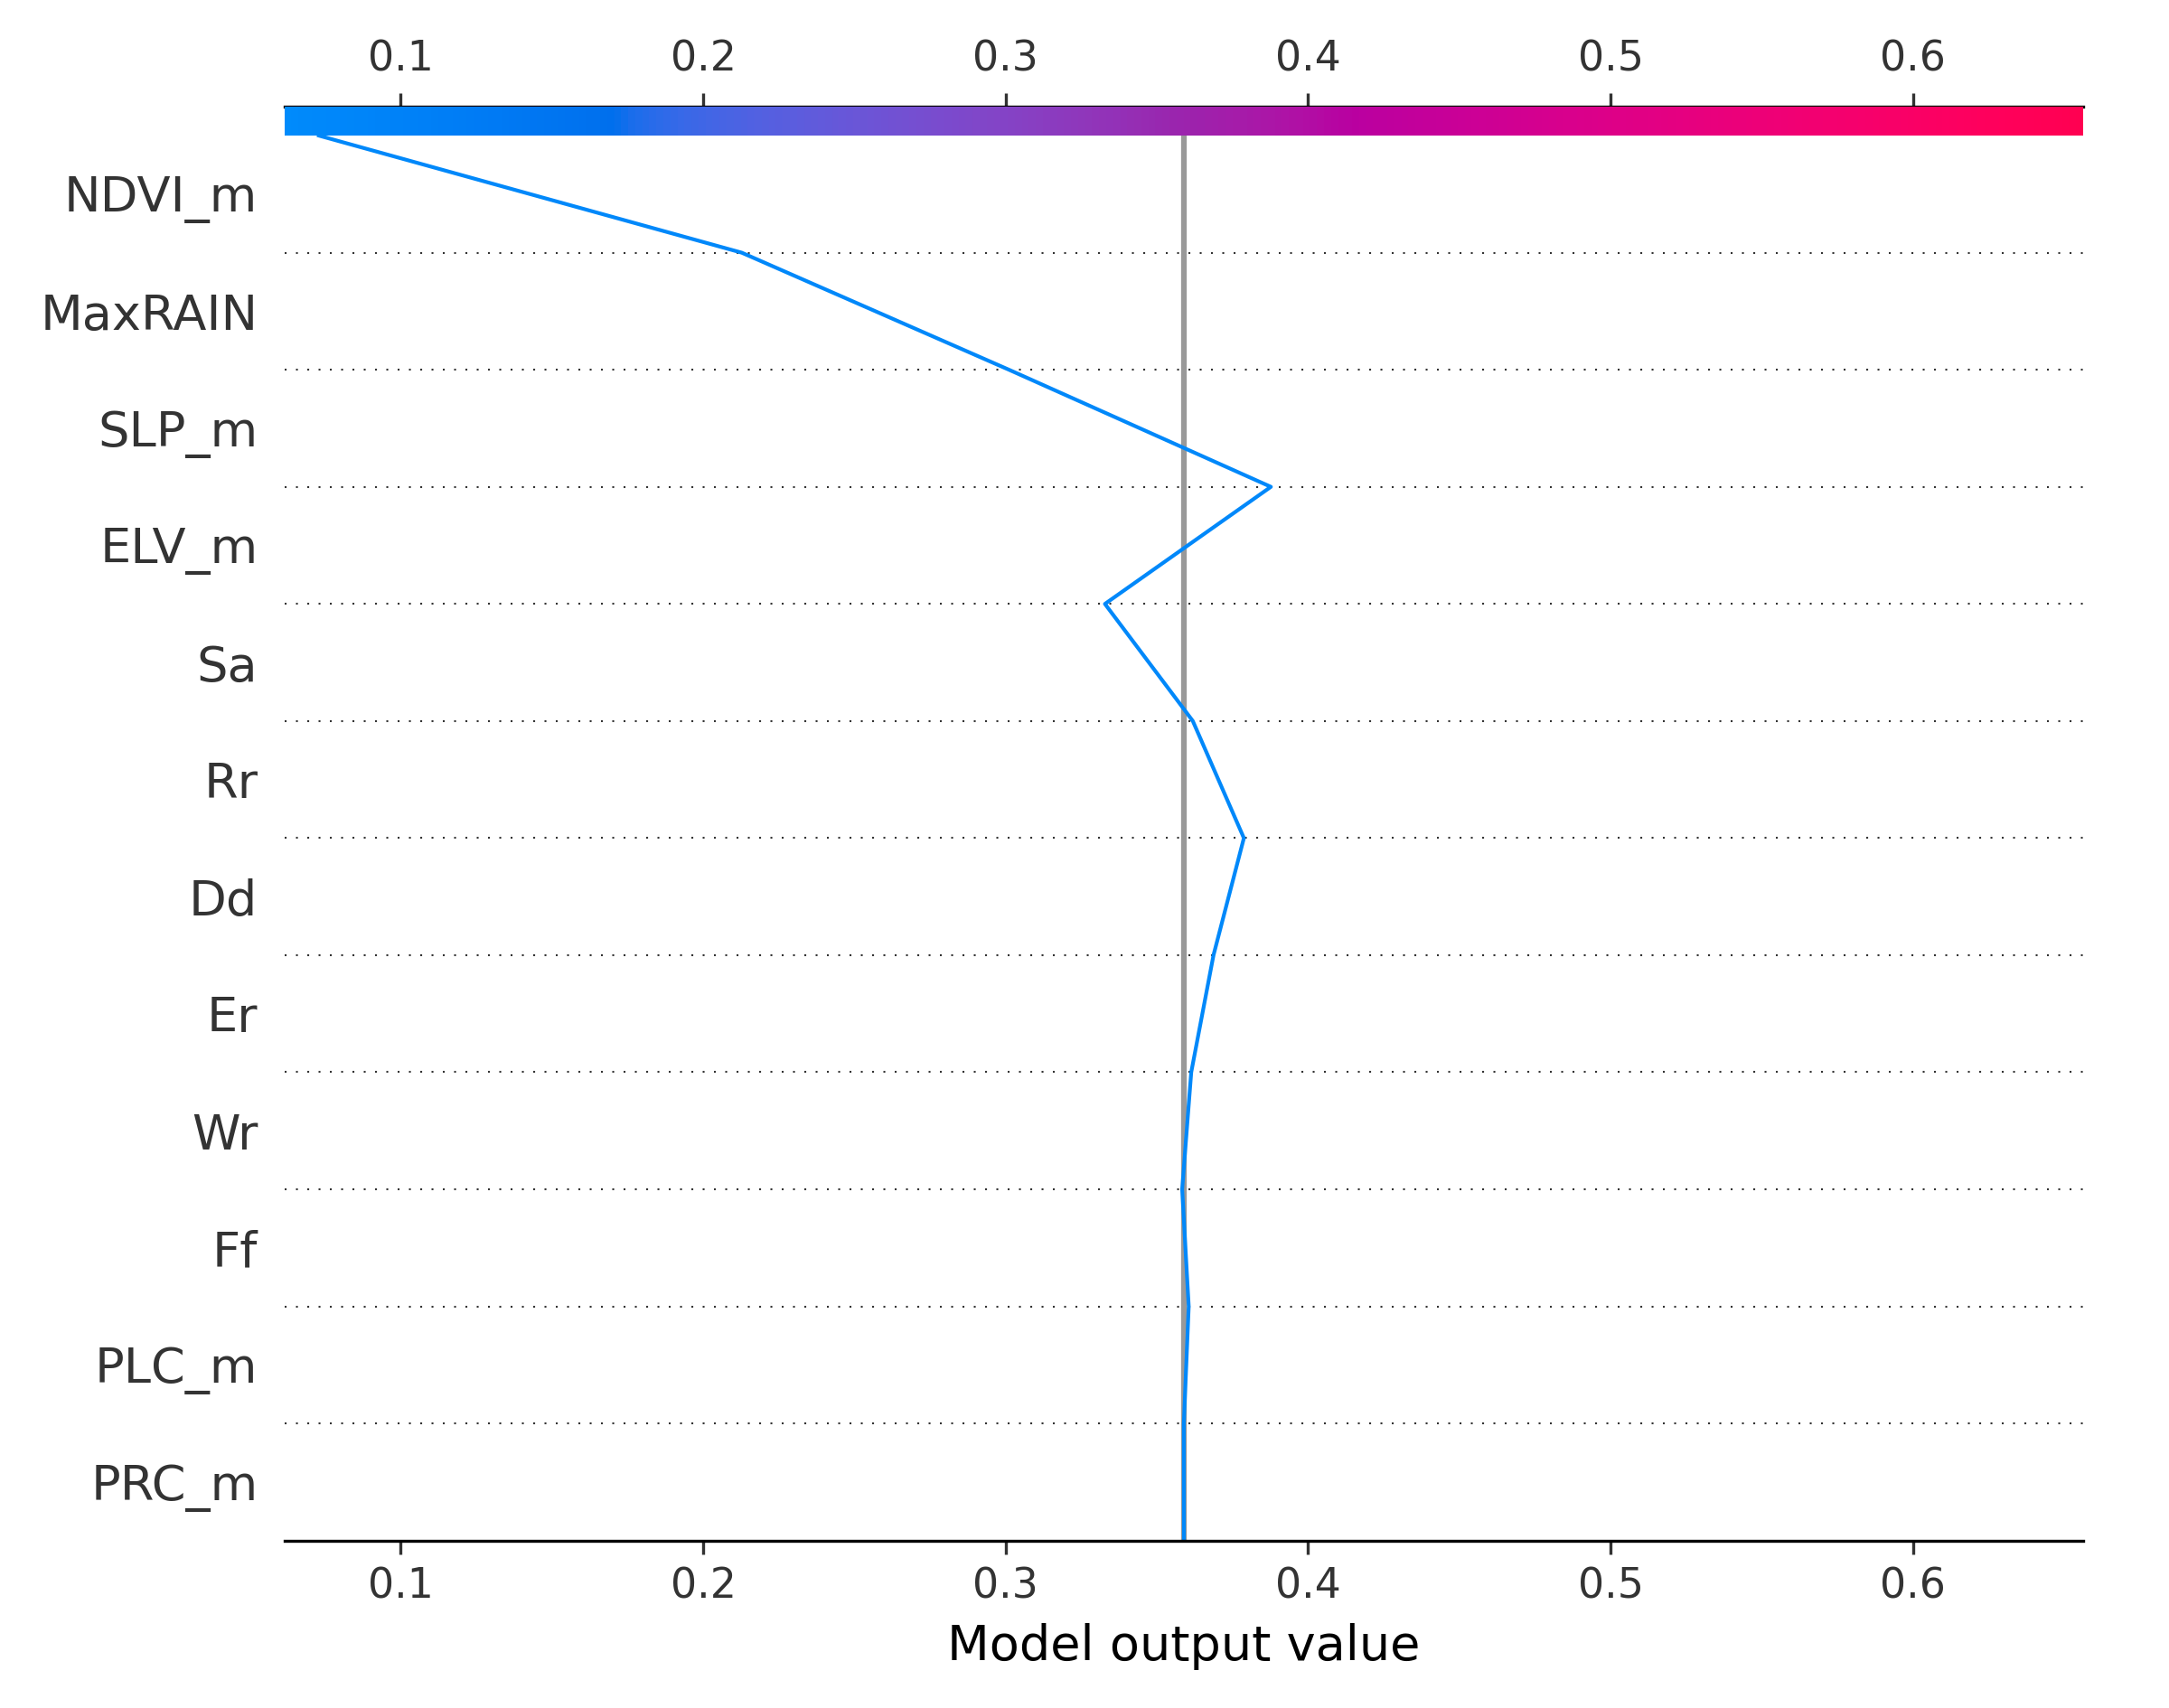 0.1 0.2 0.3 0.4 0.5 0.6
NDVI_m
MaxRAIN
SLP_m
ELV_m
Sa
Rr
Dd
Er
Wr
Ff
PLC_m
PRC_m
0.1 0.2 0.3 0.4 0.5 0.6
Model output value